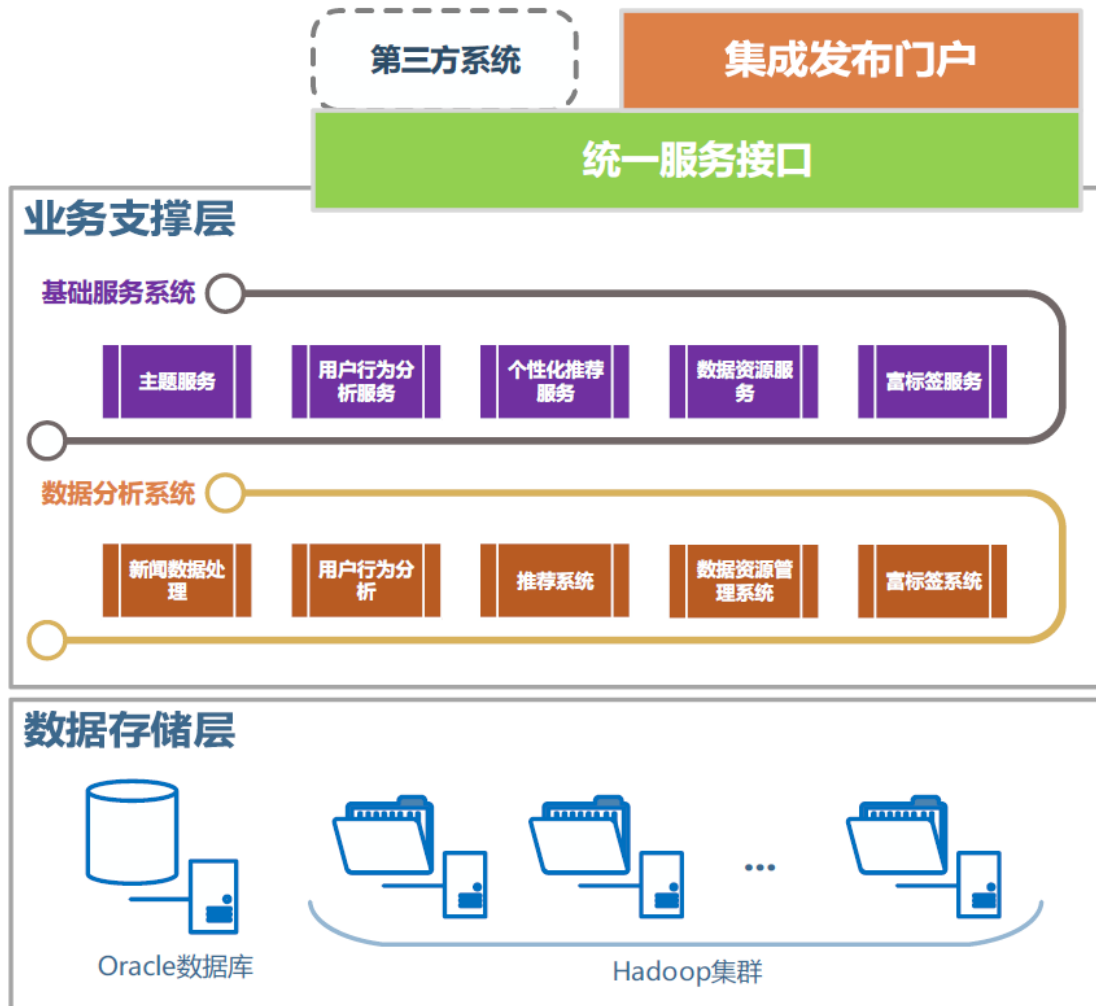 第三方系统
集成发布门户
统一服务接口
业务支撑层
基础服务系统
主题服务
用户行为分
析服务
个性化推荐
服务
数据资源服
务
富标签服务
数据分析系统
新闻数据处
理
用户行为分
析
推荐系统
数据资源管
理系统
富标签系统
数据存储层
...
Oracle数据库
Hadoop集群